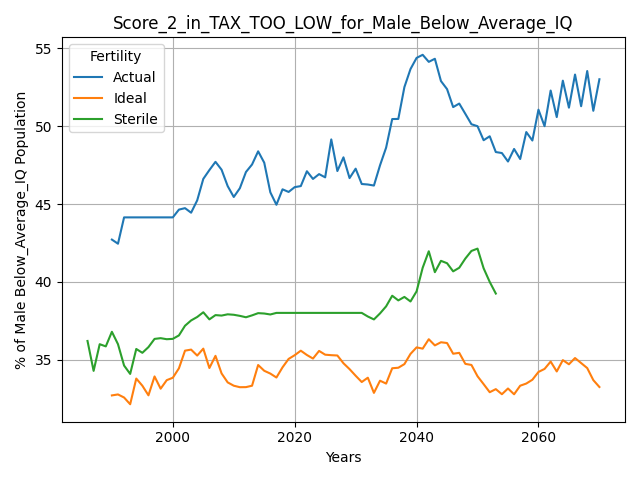 Score_2_in_TAX_TOO_LOW_for_Male_Below_Average_IQ
% of Male Below_Average_IQ Population
55
50
45
40
35
Fertility
Actual
Ideal
Sterile
2000
2020
2040
2060
Years